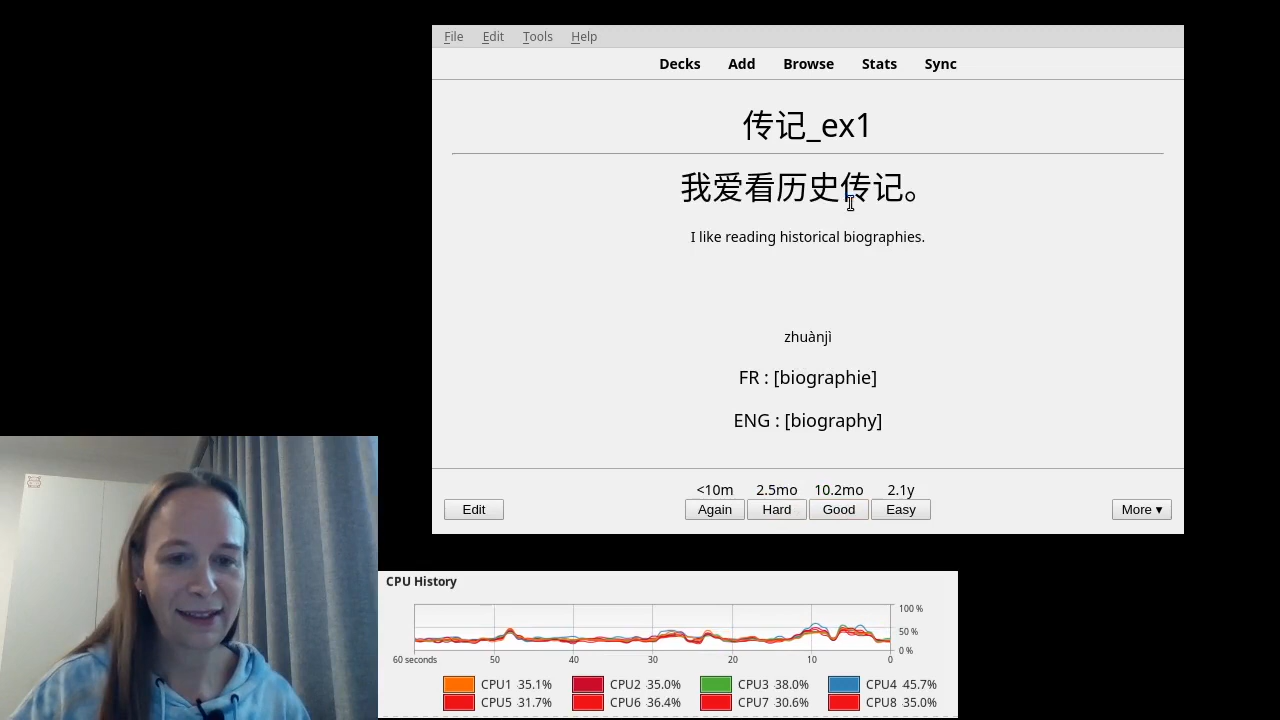 File Edit Tools Help
Decks Add Browse Stats Sync
传记_ex1
我爱看历史传记。
I like reading historical biographies.
zhuànjì
FR : [biographie]
ENG : [biography]
<10m 2.5mo 10.2mo 2.1y
Edit Again Hard Good Easy More ▾
CPU History
100 %
50 %
0 %
60 seconds 50 40 30 20 10 0
CPU1 35.1% CPU2 35.0% CPU3 38.0% CPU4 45.7%
CPU5 31.7% CPU6 36.4% CPU7 30.6% CPU8 35.0%